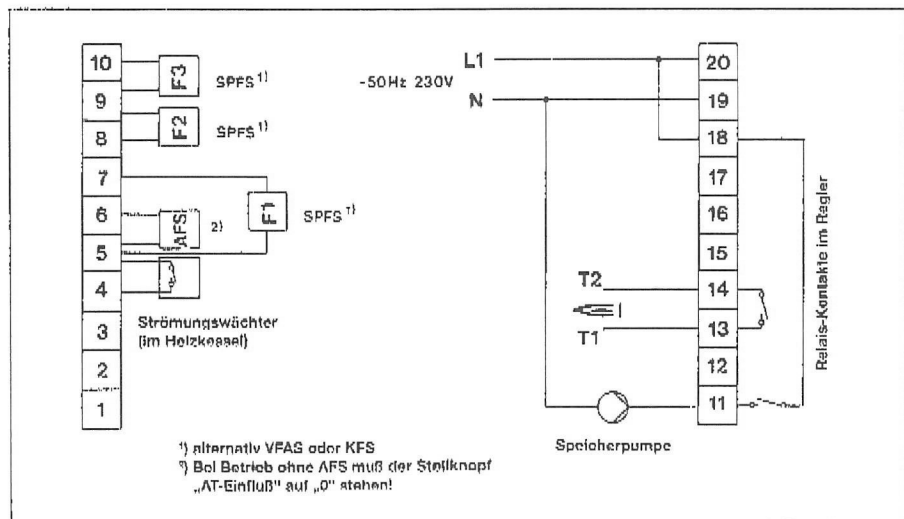 10
9
8
7
6
5
4
3
2
1
F3 SPFS 1)
F2 SPFS 1)
F1 SPFS 1)
AFS 2)
Strömungswächter
(im Heizkessel)
1) alternativ VFAS oder KFS
2) Bei Betrieb ohne AFS muß der Stellknopf
„AT-Einfluß" auf „0" stehen!
L1
~50Hz 230V
N
20
19
18
17
16
15
14
13
12
11
T2
T1
Speicherpumpe
Relais-Kontakte im Regler